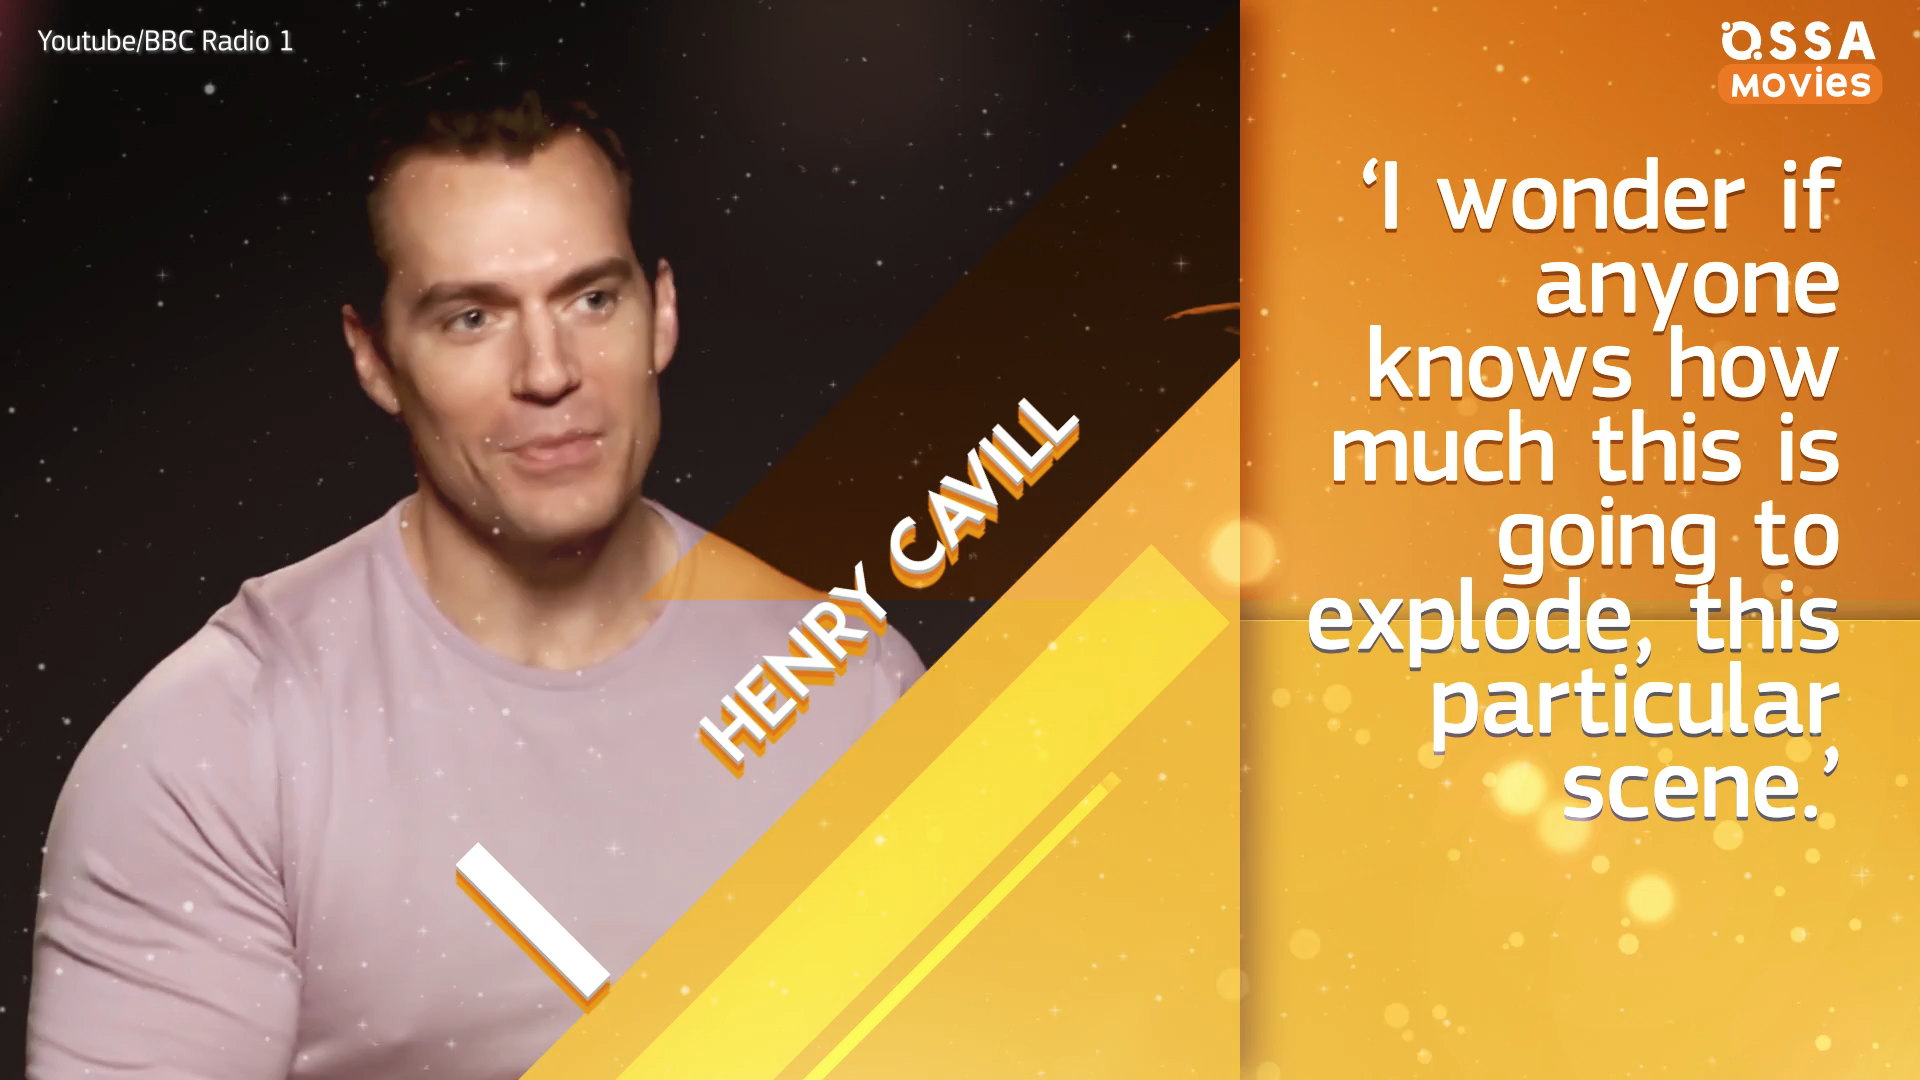 Youtube/BBC Radio 1
OSSA
MOVIES
HENRY CAVILL
‘I wonder if
anyone
knows how
much this is
going to
explode, this
particular
scene.’